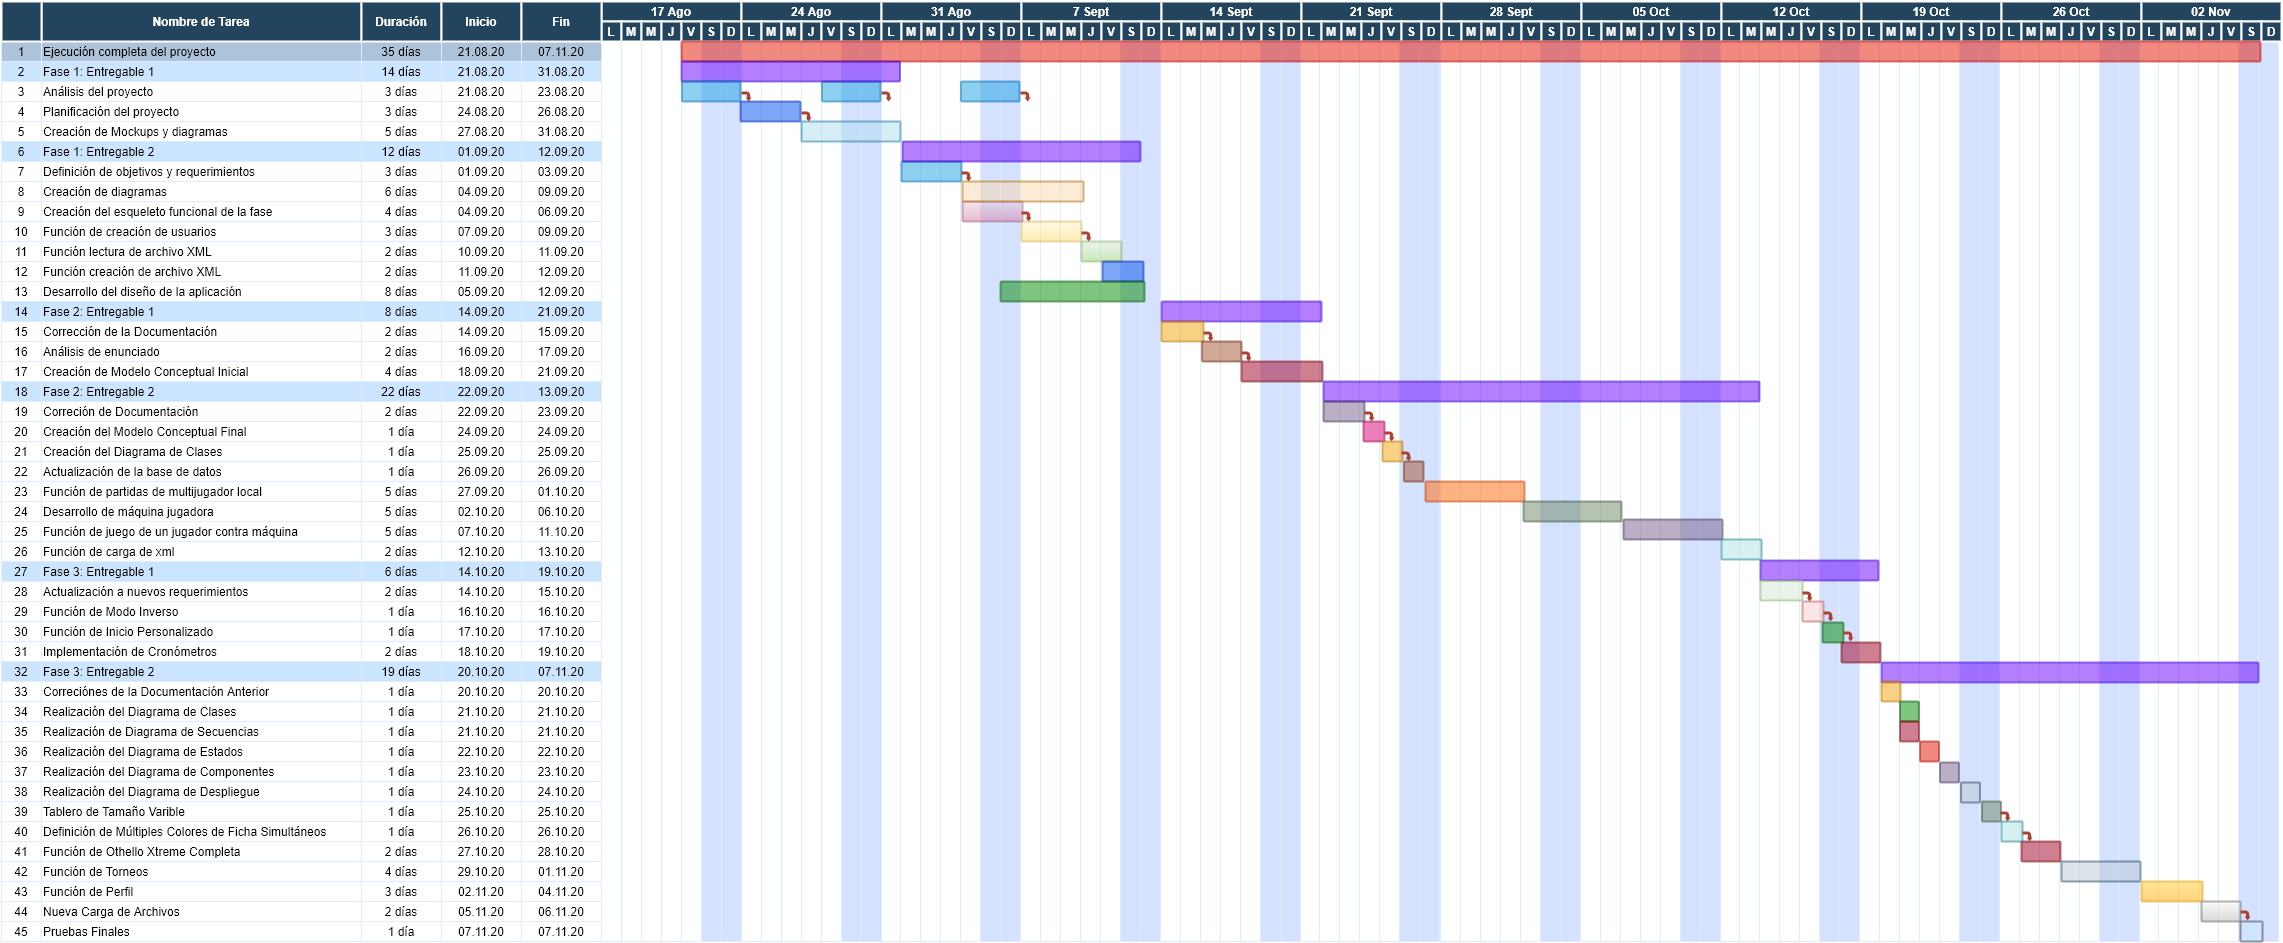 17 Ago 24 Ago 31 Ago 7 Sept 14 Sept 21 Sept 28 Sept 05 Oct 12 Oct 19 Oct 26 Oct 02 Nov
Nombre de Tarea Duración Inicio Fin
L M M J V S D L M M J V S D L M M J V S D L M M J V S D L M M J V S D L M M J V S D L M M J V S D L M M J V S D L M M J V S D L M M J V S D L M M J V S D L M M J V S D
1 Ejecución completa del proyecto 35 días 21.08.20 07.11.20
2 Fase 1: Entregable 1 14 días 21.08.20 31.08.20
3 Análisis del proyecto 3 días 21.08.20 23.08.20
4 Planificación del proyecto 3 días 24.08.20 26.08.20
5 Creación de Mockups y diagramas 5 días 27.08.20 31.08.20
6 Fase 1: Entregable 2 12 días 01.09.20 12.09.20
7 Definición de objetivos y requerimientos 3 días 01.09.20 03.09.20
8 Creación de diagramas 6 días 04.09.20 09.09.20
9 Creación del esqueleto funcional de la fase 4 días 04.09.20 06.09.20
10 Función de creación de usuarios 3 días 07.09.20 09.09.20
11 Función lectura de archivo XML 2 días 10.09.20 11.09.20
12 Función creación de archivo XML 2 días 11.09.20 12.09.20
13 Desarrollo del diseño de la aplicación 8 días 05.09.20 12.09.20
14 Fase 2: Entregable 1 8 días 14.09.20 21.09.20
15 Corrección de la Documentación 2 días 14.09.20 15.09.20
16 Análisis de enunciado 2 días 16.09.20 17.09.20
17 Creación de Modelo Conceptual Inicial 4 días 18.09.20 21.09.20
18 Fase 2: Entregable 2 22 días 22.09.20 13.09.20
19 Correción de Documentación 2 días 22.09.20 23.09.20
20 Creación del Modelo Conceptual Final 1 día 24.09.20 24.09.20
21 Creación del Diagrama de Clases 1 día 25.09.20 25.09.20
22 Actualización de la base de datos 1 día 26.09.20 26.09.20
23 Función de partidas de multijugador local 5 días 27.09.20 01.10.20
24 Desarrollo de máquina jugadora 5 días 02.10.20 06.10.20
25 Función de juego de un jugador contra máquina 5 días 07.10.20 11.10.20
26 Función de carga de xml 2 días 12.10.20 13.10.20
27 Fase 3: Entregable 1 6 días 14.10.20 19.10.20
28 Actualización a nuevos requerimientos 2 días 14.10.20 15.10.20
29 Función de Modo Inverso 1 día 16.10.20 16.10.20
30 Función de Inicio Personalizado 1 día 17.10.20 17.10.20
31 Implementación de Cronómetros 2 días 18.10.20 19.10.20
32 Fase 3: Entregable 2 19 días 20.10.20 07.11.20
33 Correciónes de la Documentación Anterior 1 día 20.10.20 20.10.20
34 Realización del Diagrama de Clases 1 día 21.10.20 21.10.20
35 Realización de Diagrama de Secuencias 1 día 21.10.20 21.10.20
36 Realización del Diagrama de Estados 1 día 22.10.20 22.10.20
37 Realización del Diagrama de Componentes 1 día 23.10.20 23.10.20
38 Realización del Diagrama de Despliegue 1 día 24.10.20 24.10.20
39 Tablero de Tamaño Varible 1 día 25.10.20 25.10.20
40 Definición de Múltiples Colores de Ficha Simultáneos 1 día 26.10.20 26.10.20
41 Función de Othello Xtreme Completa 2 días 27.10.20 28.10.20
42 Función de Torneos 4 días 29.10.20 01.11.20
43 Función de Perfil 3 días 02.11.20 04.11.20
44 Nueva Carga de Archivos 2 días 05.11.20 06.11.20
45 Pruebas Finales 1 día 07.11.20 07.11.20